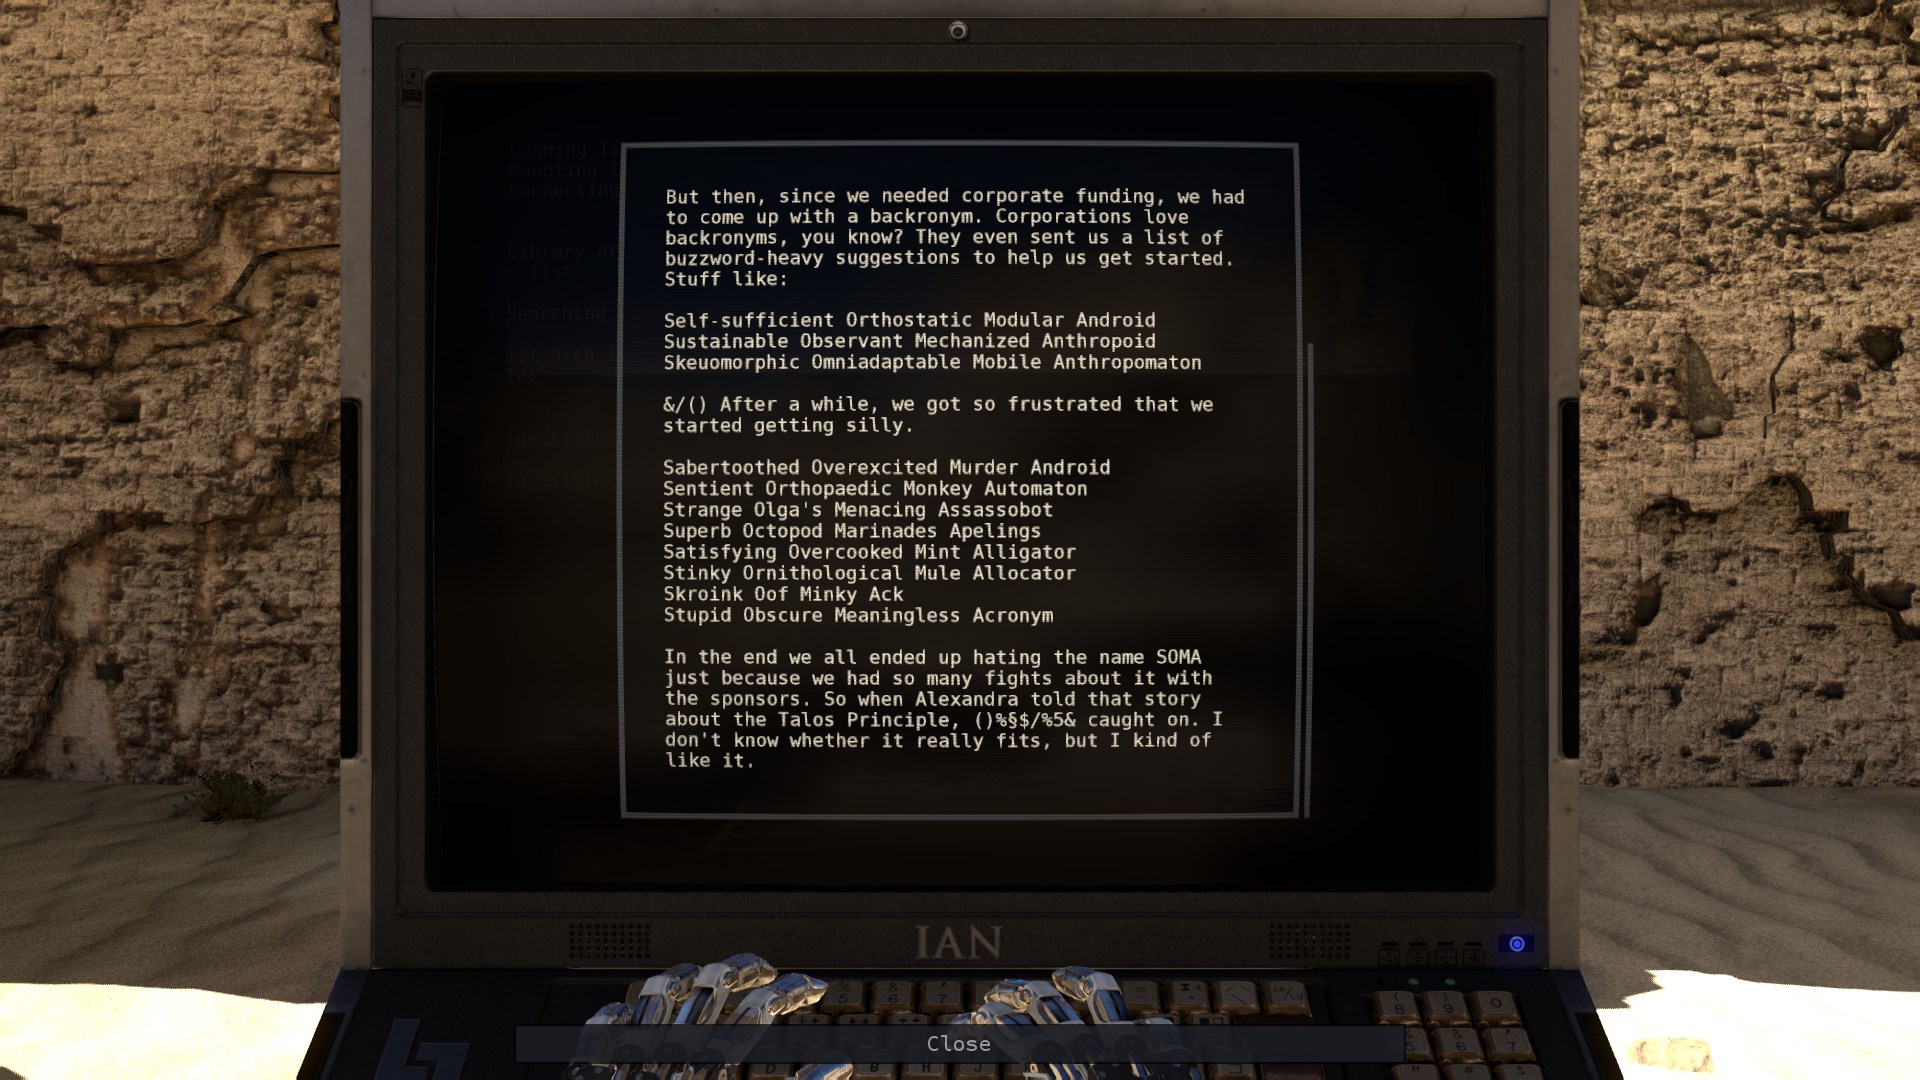 Loading li
Mounting
Connecting
Library ar
Searching
But then, since we needed corporate funding, we had
to come up with a backronym. Corporations love
backronyms, you know? They even sent us a list of
buzzword-heavy suggestions to help us get started.
Stuff like:
Self-sufficient Orthostatic Modular Android
Sustainable Observant Mechanized Anthropoid
Skeuomorphic Omniadaptable Mobile Anthropomaton
&/() After a while, we got so frustrated that we
started getting silly.
Sabertoothed Overexcited Murder Android
Sentient Orthopaedic Monkey Automaton
Strange Olga's Menacing Assassobot
Superb Octopod Marinades Apelings
Satisfying Overcooked Mint Alligator
Stinky Ornithological Mule Allocator
Skroink Oof Minky Ack
Stupid Obscure Meaningless Acronym
In the end we all ended up hating the name SOMA
just because we had so many fights about it with
the sponsors. So when Alexandra told that story
about the Talos Principle, ()%§$/%5& caught on. I
don't know whether it really fits, but I kind of
like it.
IAN
Close